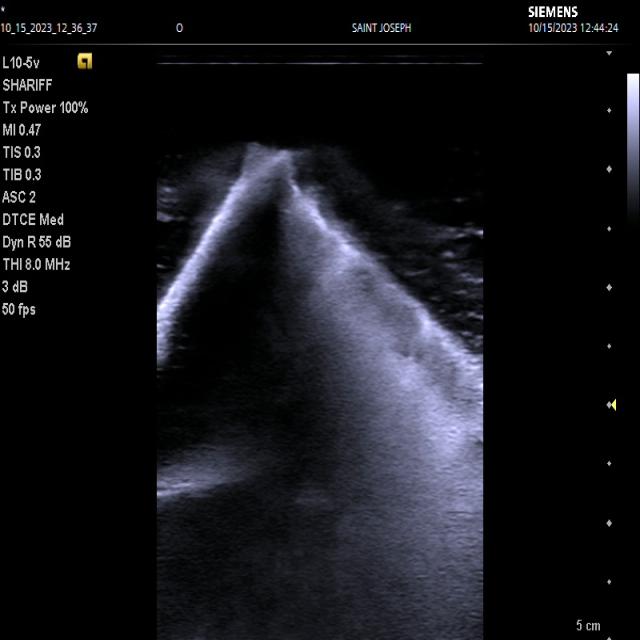 *
SIEMENS
10_15_2023_12_36_37 O SAINT JOSEPH 10/15/2023 12:44:24
L10-5v
SHARIFF
Tx Power 100%
MI 0.47
TIS 0.3
TIB 0.3
ASC 2
DTCE Med
Dyn R 55 dB
THI 8.0 MHz
3 dB
50 fps
5 cm